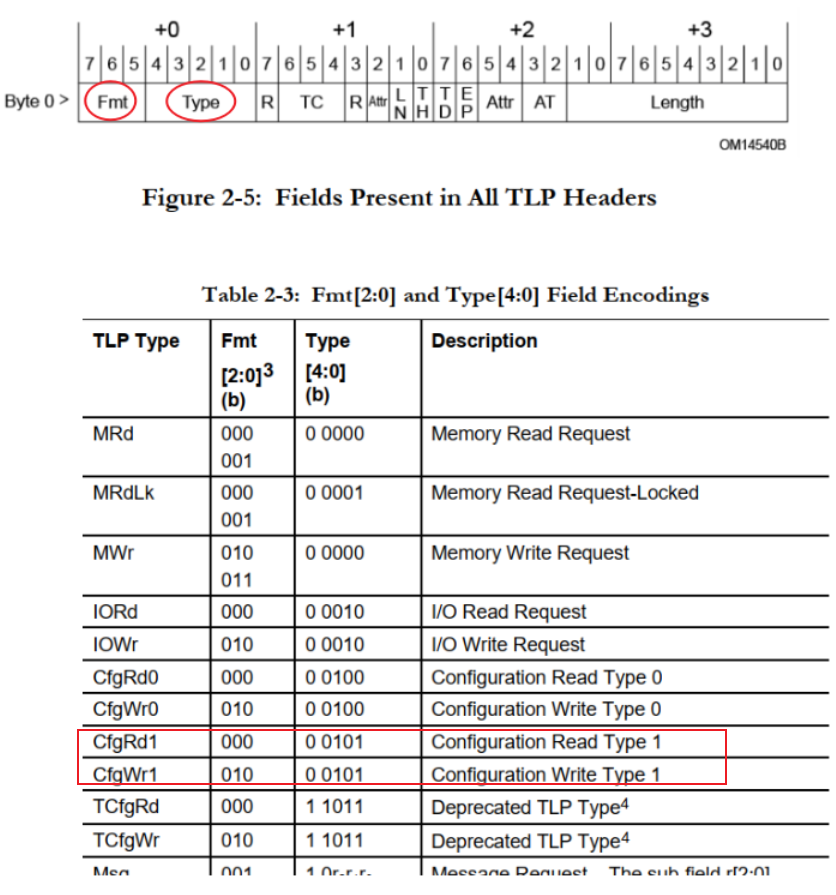 +0 +1 +2 +3
7 6 5 4 3 2 1 0 7 6 5 4 3 2 1 0 7 6 5 4 3 2 1 0 7 6 5 4 3 2 1 0
Byte 0 > Fmt Type R TC R Attr LN TH TD EP Attr AT Length
OM14540B
Figure 2-5: Fields Present in All TLP Headers
Table 2-3: Fmt[2:0] and Type[4:0] Field Encodings
TLP Type Fmt [2:0]3 (b) Type [4:0] (b) Description
MRd 000 001 0 0000 Memory Read Request
MRdLk 000 001 0 0001 Memory Read Request-Locked
MWr 010 011 0 0000 Memory Write Request
IORd 000 0 0010 I/O Read Request
IOWr 010 0 0010 I/O Write Request
CfgRd0 000 0 0100 Configuration Read Type 0
CfgWr0 010 0 0100 Configuration Write Type 0
CfgRd1 000 0 0101 Configuration Read Type 1
CfgWr1 010 0 0101 Configuration Write Type 1
TCfgRd 000 1 1011 Deprecated TLP Type4
TCfgWr 010 1 1011 Deprecated TLP Type4
Msg 001 Message Request The sub field r[2:0]